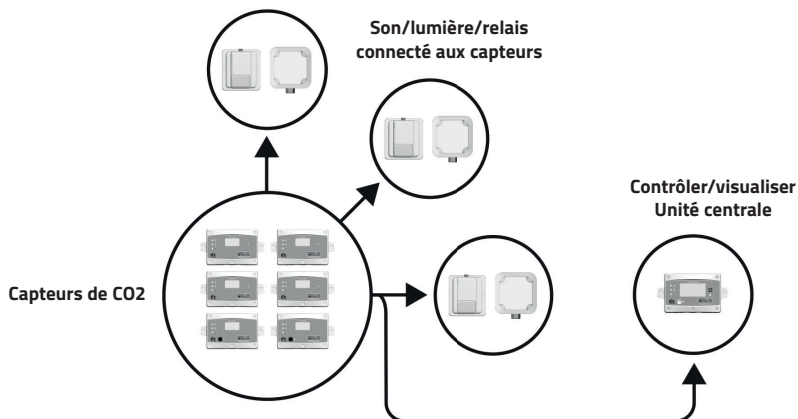 Son/lumière/relais
connecté aux capteurs
Contrôler/visualiser
Unité centrale
Capteurs de CO2